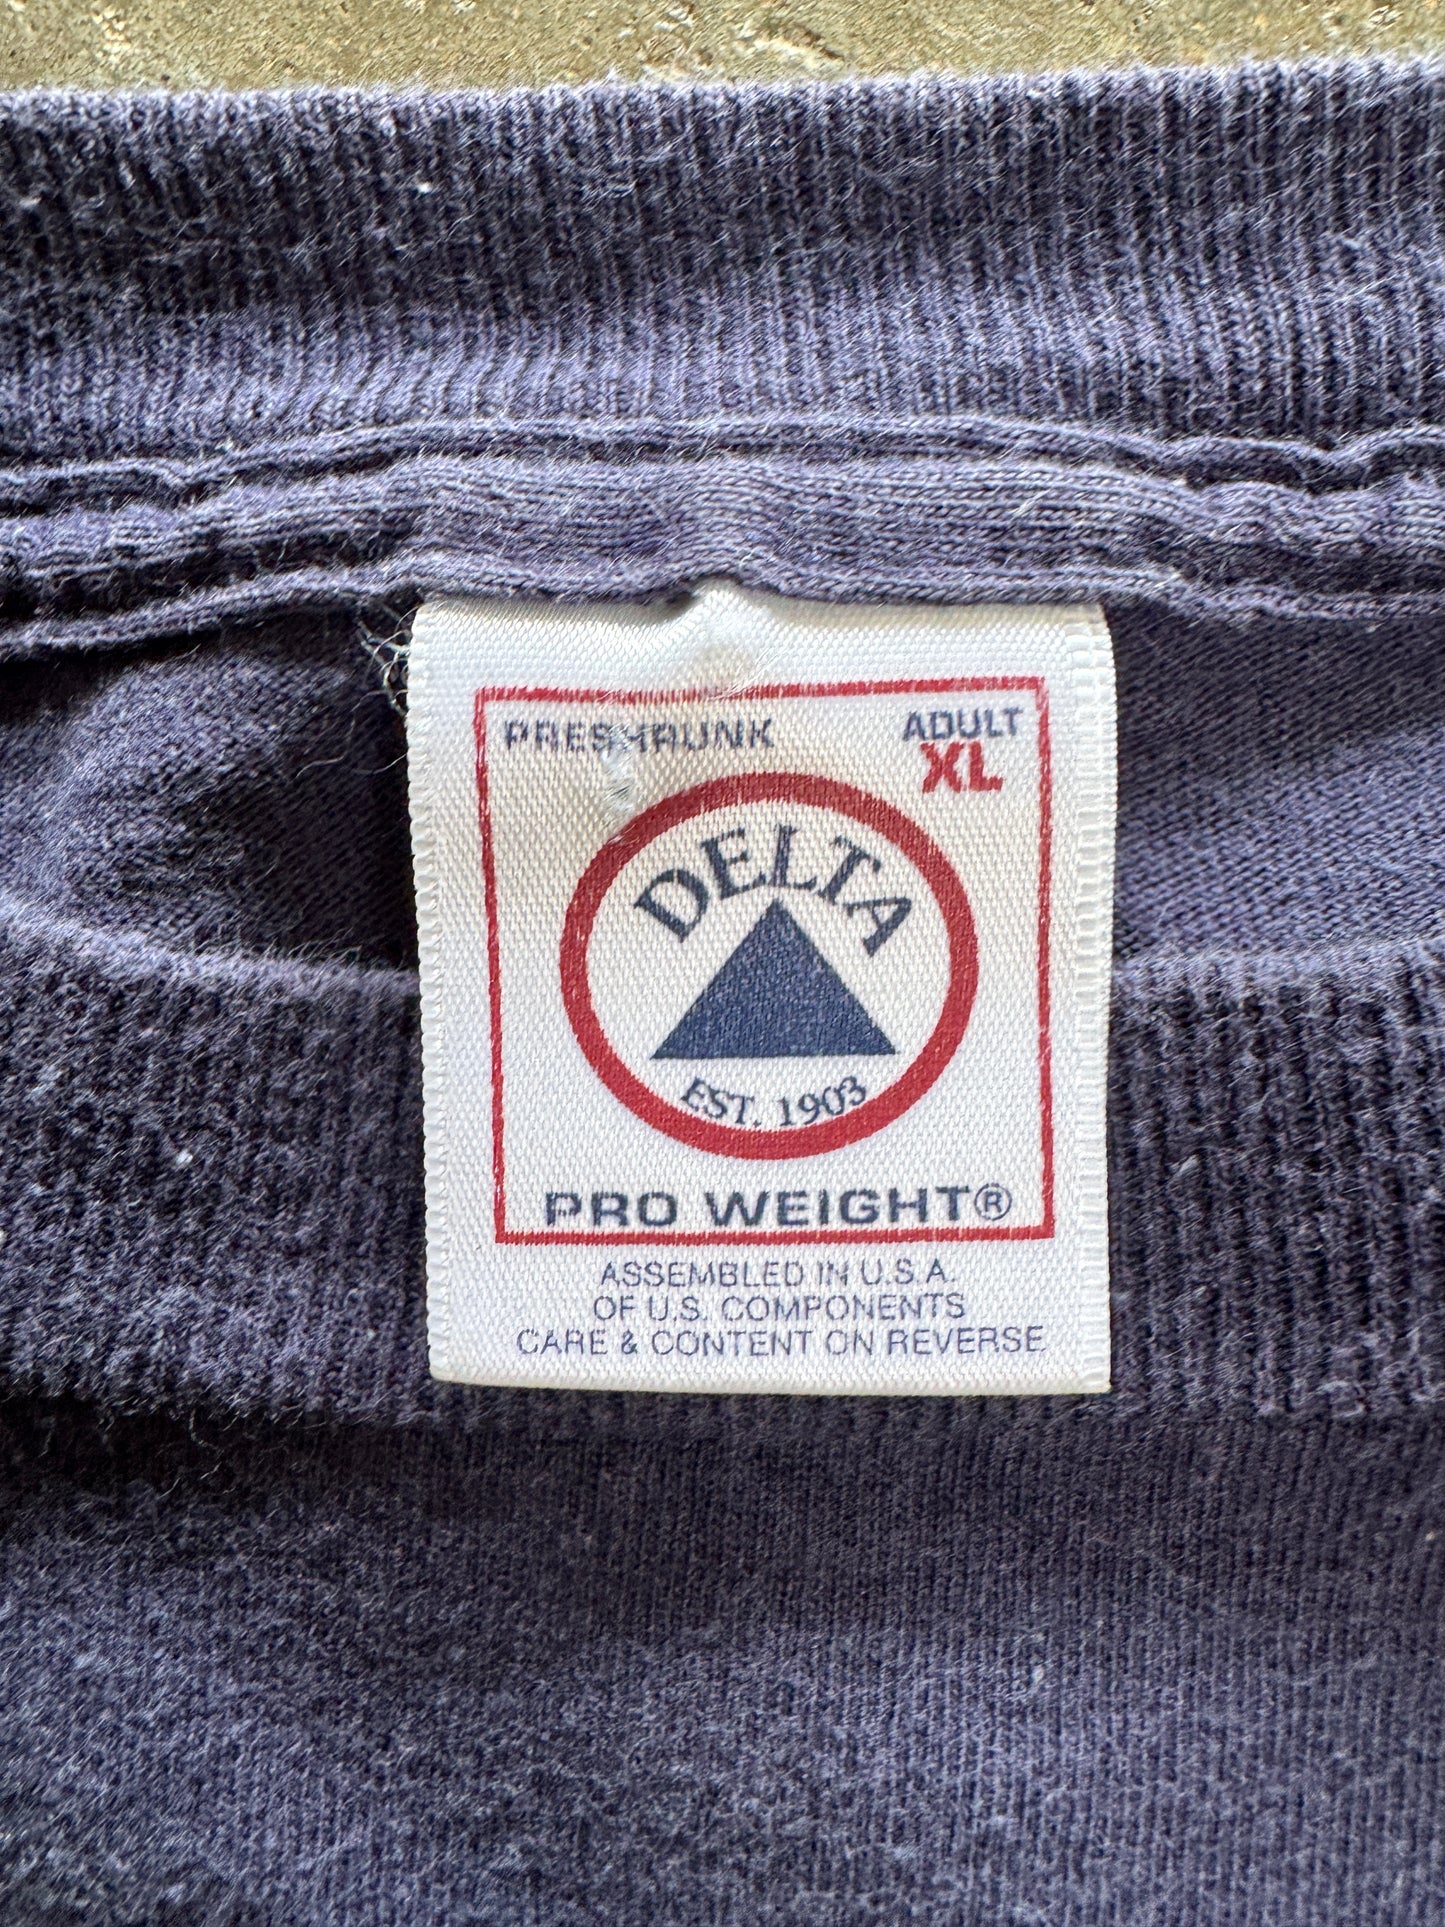 PRESHRUNK
ADULT
XL
DELTA
EST. 1903
PRO WEIGHT®
ASSEMBLED IN U.S.A.
OF U.S. COMPONENTS
CARE & CONTENT ON REVERSE